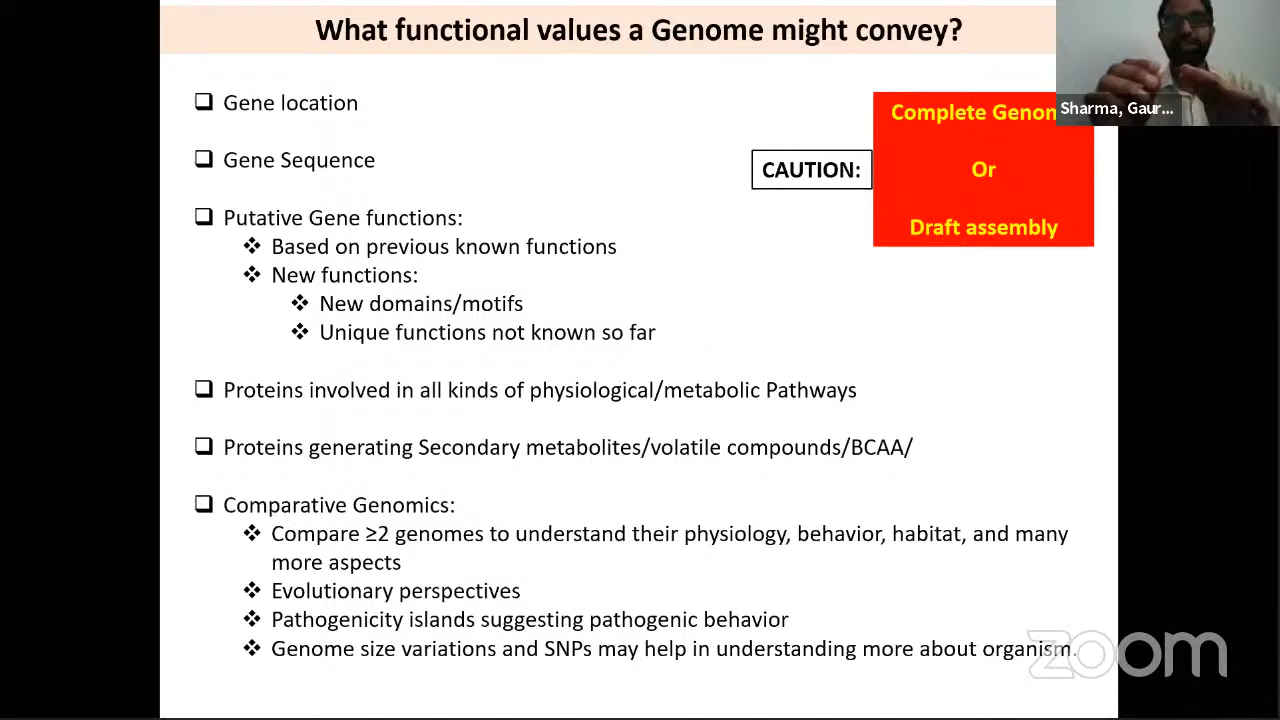 What functional values a Genome might convey?
Gene location
Gene Sequence
Putative Gene functions:
Based on previous known functions
New functions:
New domains/motifs
Unique functions not known so far
Proteins involved in all kinds of physiological/metabolic Pathways
Proteins generating Secondary metabolites/volatile compounds/BCAA/
Comparative Genomics:
Compare ≥2 genomes to understand their physiology, behavior, habitat, and many
more aspects
Evolutionary perspectives
Pathogenicity islands suggesting pathogenic behavior
Genome size variations and SNPs may help in understanding more about organism.
CAUTION:
Complete Genom
Or
Draft assembly
Sharma, Gaur...
zoom